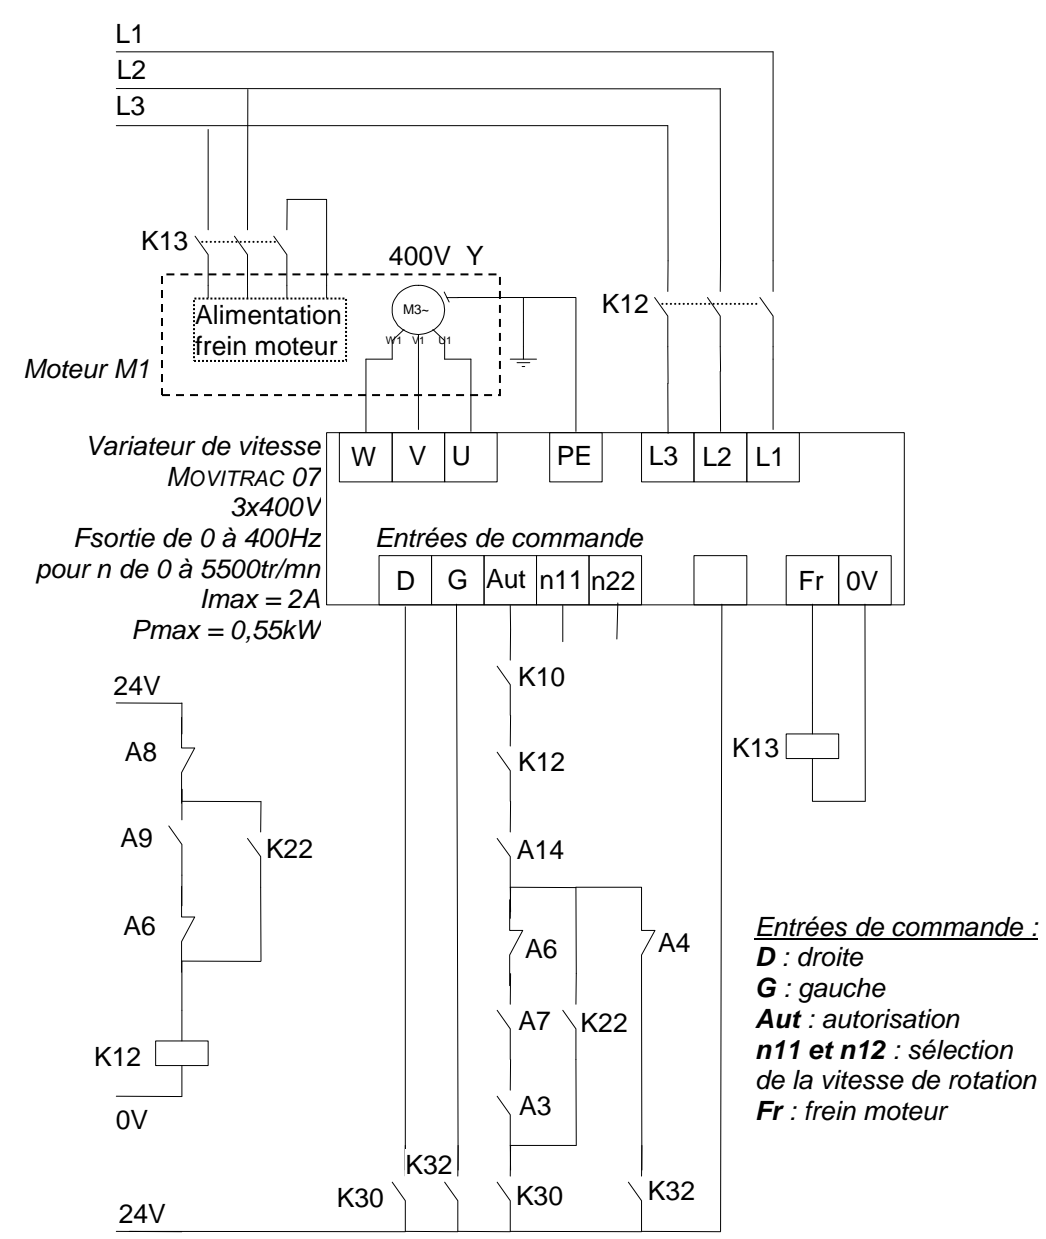 L1
L2
L3
K13
400V Y
K12
M3~
Alimentation
frein moteur
W1 V1 U1
Moteur M1
Variateur de vitesse
MOVITRAC 07
3x400V
Fsortie de 0 à 400Hz
pour n de 0 à 5500tr/mn
Imax = 2A
Pmax = 0,55kW
W V U PE L3 L2 L1
Entrées de commande
D G Aut n11 n22 Fr 0V
24V
A8
A9
K22
A6
K12
0V
K10
K12
A14
A6
A4
A7
K22
A3
K13
K32
K30
K30
K32
24V
Entrées de commande :
D : droite
G : gauche
Aut : autorisation
n11 et n12 : sélection
de la vitesse de rotation
Fr : frein moteur